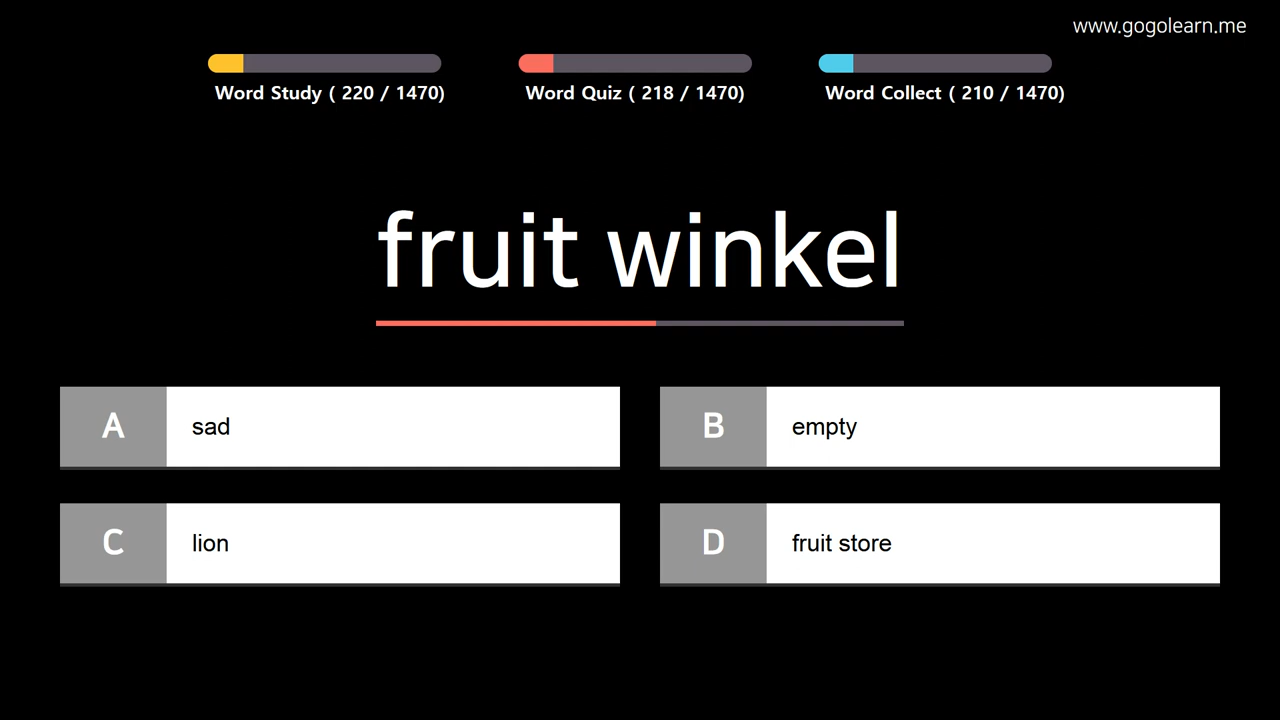 www.gogolearn.me
Word Study ( 220 / 1470)
Word Quiz ( 218 / 1470)
Word Collect ( 210 / 1470)
fruit winkel
A
sad
B
empty
C
lion
D
fruit store